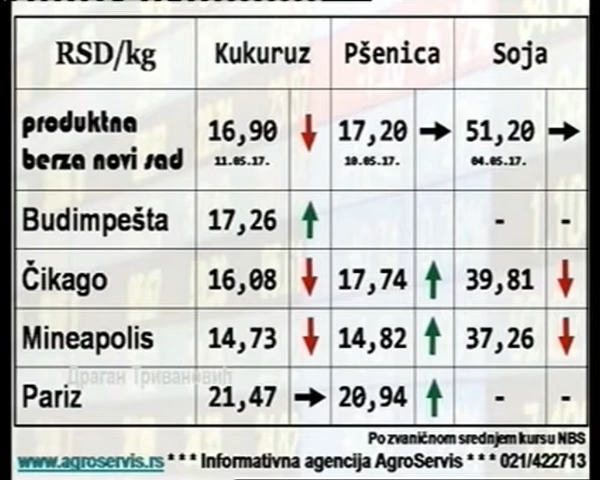 RSD/kg Kukuruz Pšenica Soja
produktna berza novi sad 16,90 ↓ 17,20 → 51,20 →
11.05.17. 10.05.17. 04.05.17.
Budimpešta 17,26 ↑ - -
Čikago 16,08 ↓ 17,74 ↑ 39,81 ↓
Mineapolis 14,73 ↓ 14,82 ↑ 37,26 ↓
Драган Тривановић
Pariz 21,47 → 20,94 ↑ - -
Po zvaničnom srednjem kursu NBS
www.agroservis.rs * * * Informativna agencija AgroServis * * * 021/422713